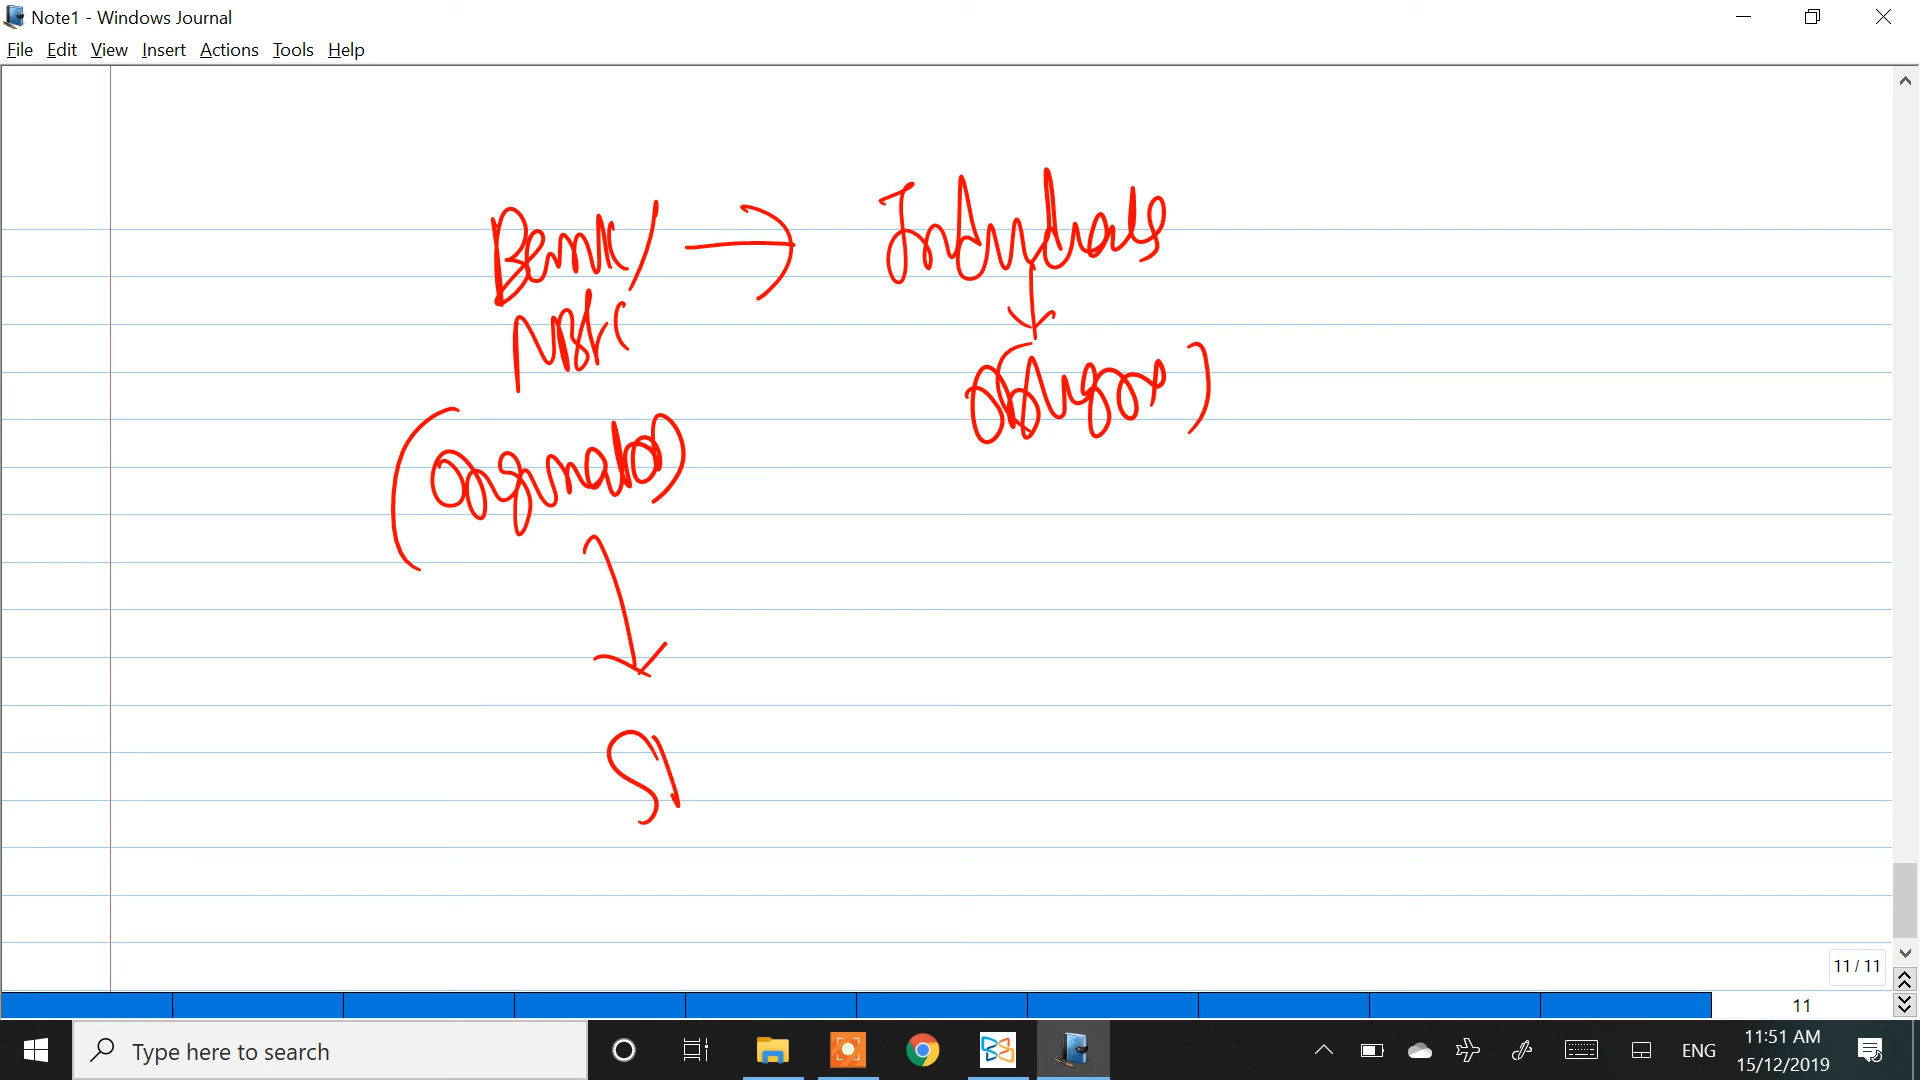 Note1 - Windows Journal
File Edit View Insert Actions Tools Help
Bank/ → Individuals
NBFC
(Obligors)
(Originator)
11 / 11
11
Type here to search
ENG
11:51 AM
15/12/2019